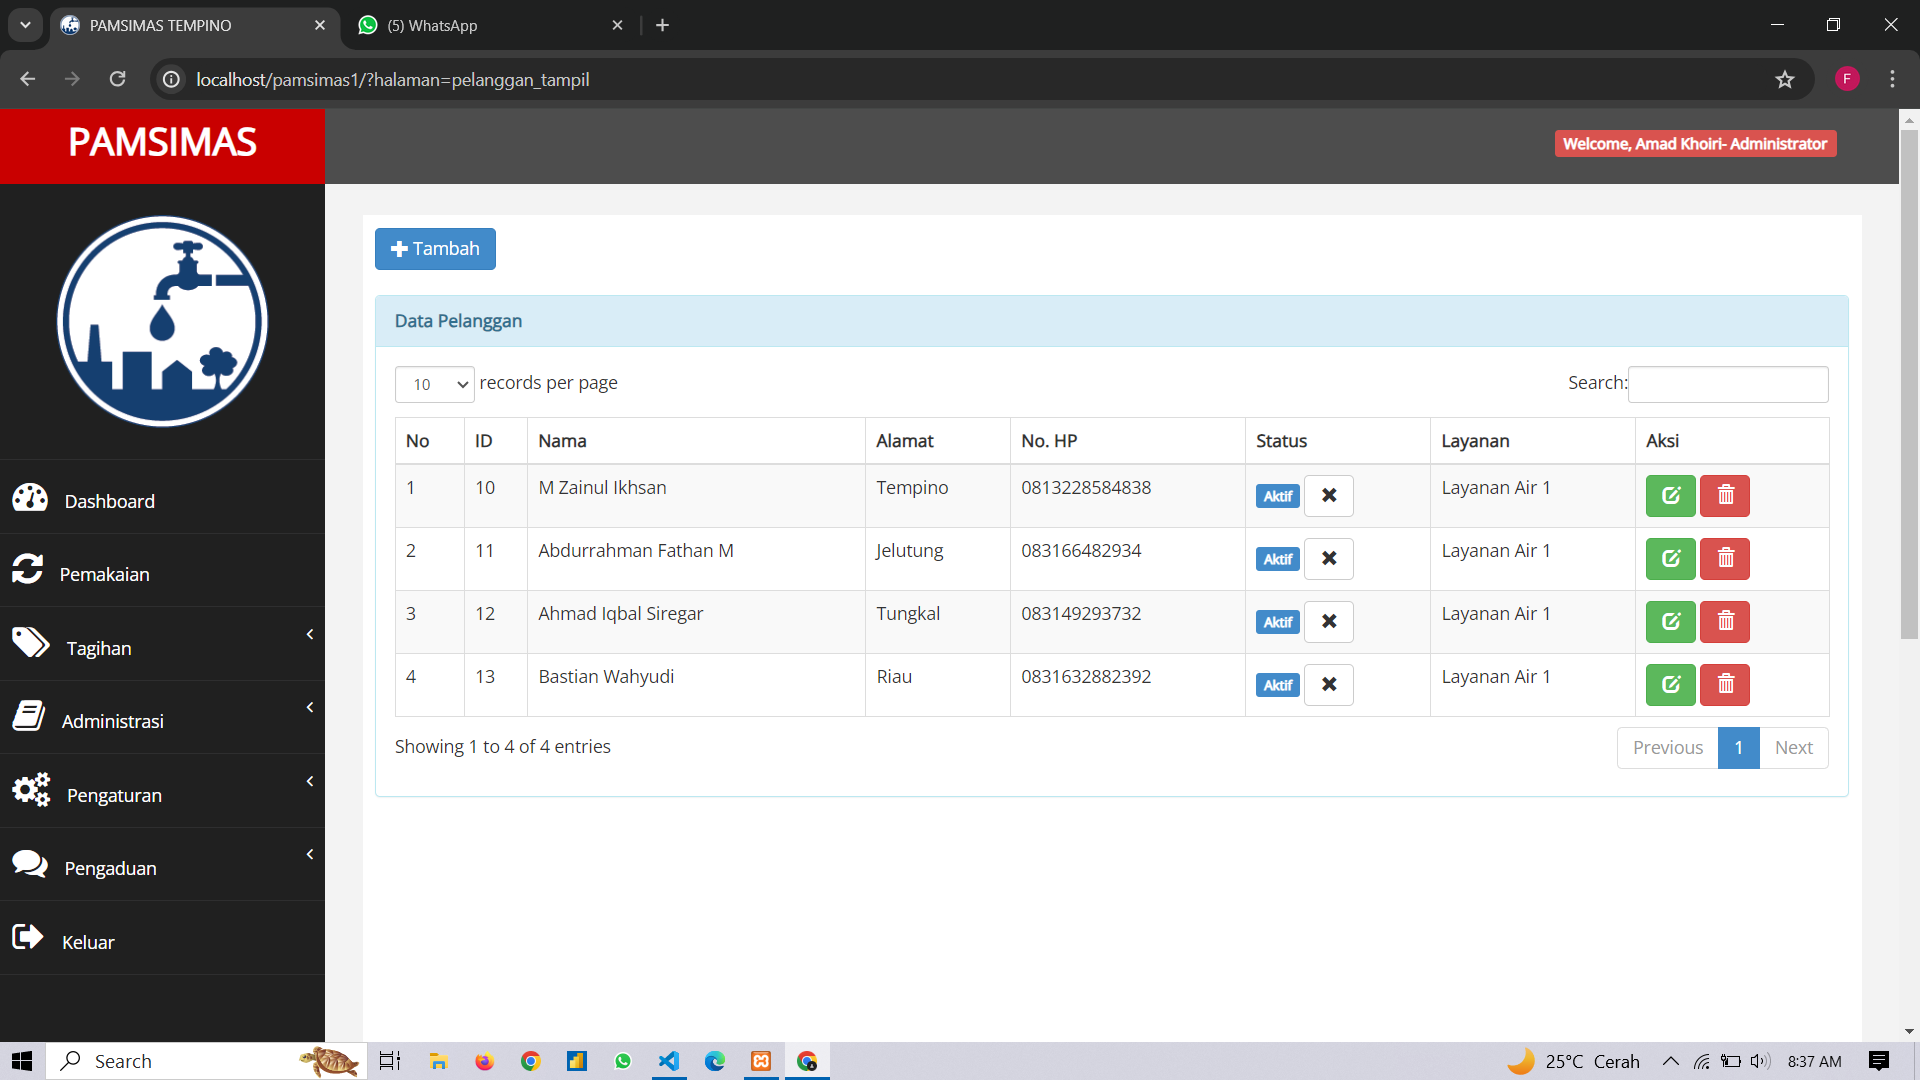 PAMSIMAS TEMPINO
(5) WhatsApp
localhost/pamsimas1/?halaman=pelanggan_tampil
F
PAMSIMAS
Welcome, Amad Khoiri- Administrator
Dashboard
Pemakaian
Tagihan
Administrasi
Pengaturan
Pengaduan
Keluar
Tambah
Data Pelanggan
10 records per page
Search:
No ID Nama Alamat No. HP Status Layanan Aksi
1 10 M Zainul Ikhsan Tempino 0813228584838 Aktif Layanan Air 1
2 11 Abdurrahman Fathan M Jelutung 083166482934 Aktif Layanan Air 1
3 12 Ahmad Iqbal Siregar Tungkal 083149293732 Aktif Layanan Air 1
4 13 Bastian Wahyudi Riau 0831632882392 Aktif Layanan Air 1
Showing 1 to 4 of 4 entries
Previous 1 Next
Search
25°C Cerah
8:37 AM